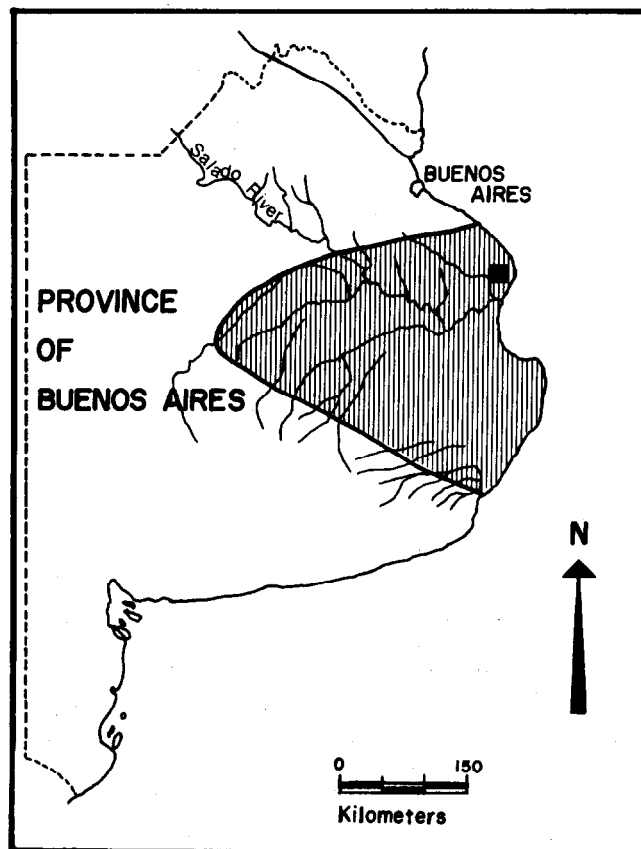 Salado River
BUENOS
AIRES
PROVINCE
OF
BUENOS AIRES
N
0 150
Kilometers